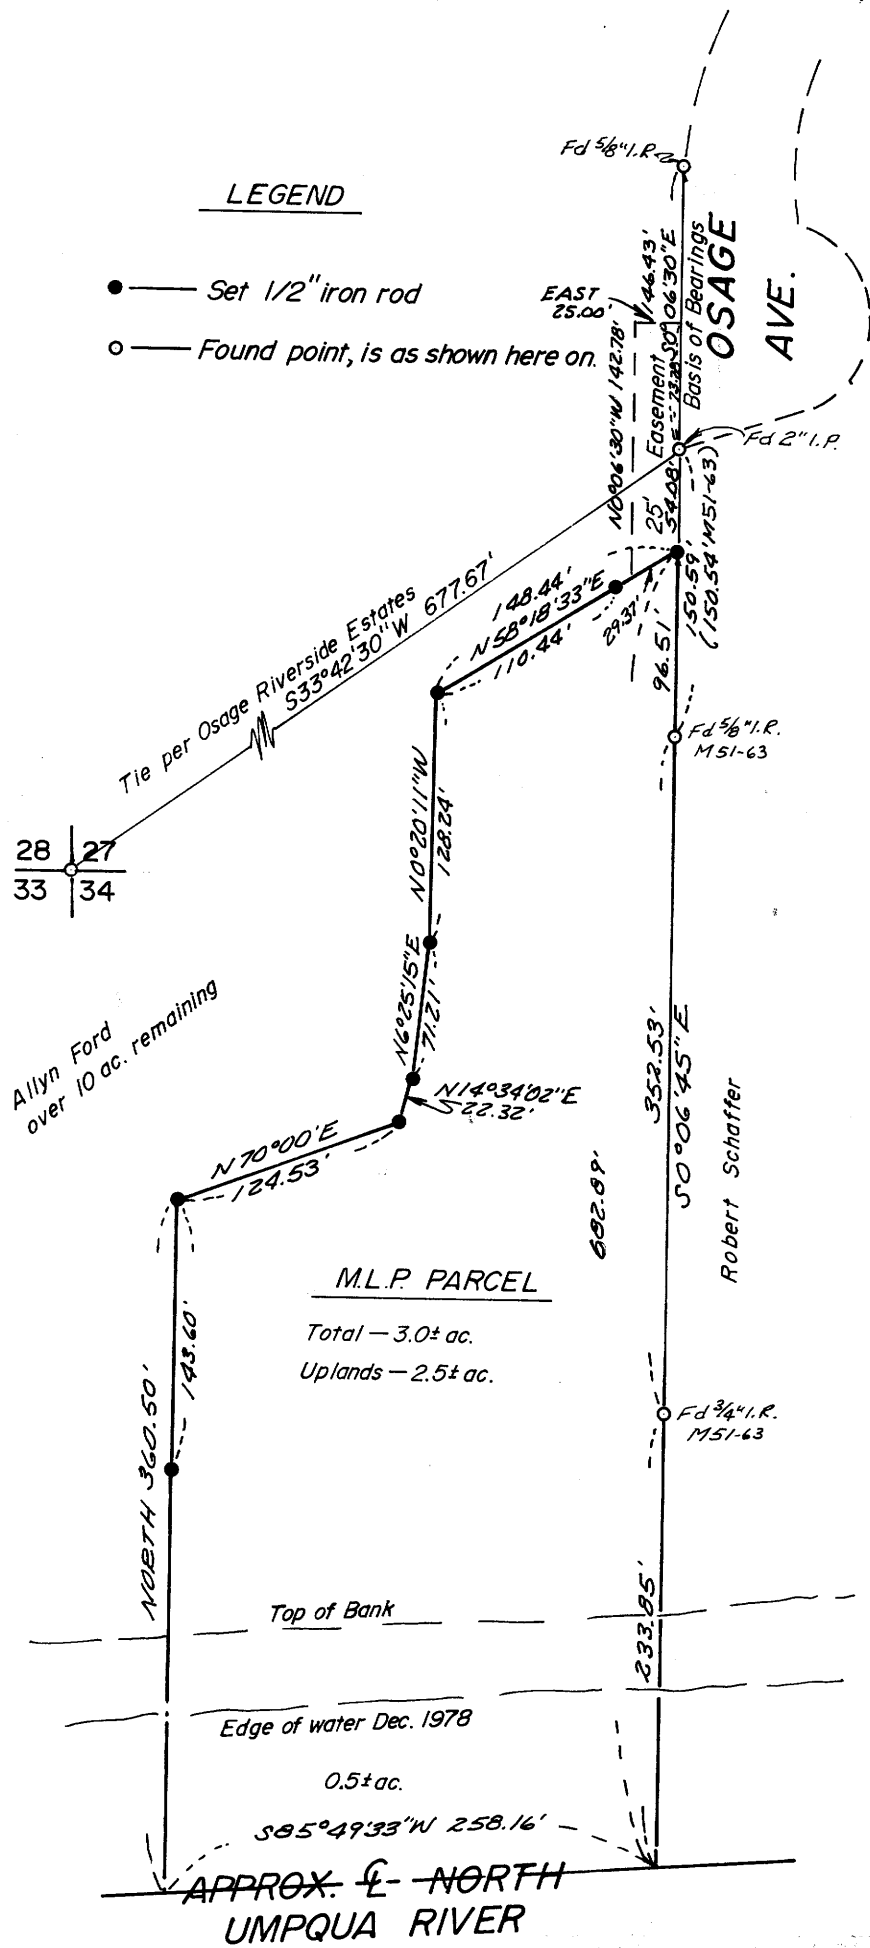 Fd 5/8" I.R.
LEGEND
Set 1/2" iron rod
Found point, is as shown here on.
EAST
25.00'
146.43'
S0°06'30"E
Basis of Bearings
OSAGE
AVE.
N0°06'30"W 142.78'
25' Easement
54.08'
Fd 2" I.P.
150.59'
(150.54' M51-63)
Tie per Osage Riverside Estates
S33°42'30"W 677.67'
148.44'
N58°18'33"E
110.44'
29.37'
96.51'
Fd 5/8" I.R.
M51-63
28 27
33 34
N0°20'11"W
128.24'
N6°25'15"E
71.21'
Allyn Ford
over 10 ac. remaining
N14°34'02"E
22.32'
352.53'
S0°06'45"E
Robert Schaffer
N70°00'E
124.53'
682.89'
M.L.P. PARCEL
Total — 3.0± ac.
Uplands — 2.5± ac.
143.60'
NORTH 360.50'
Fd 3/4" I.R.
M51-63
233.85'
Top of Bank
Edge of water Dec. 1978
0.5± ac.
S85°49'33"W 258.16'
APPROX. ℄ NORTH
UMPQUA RIVER